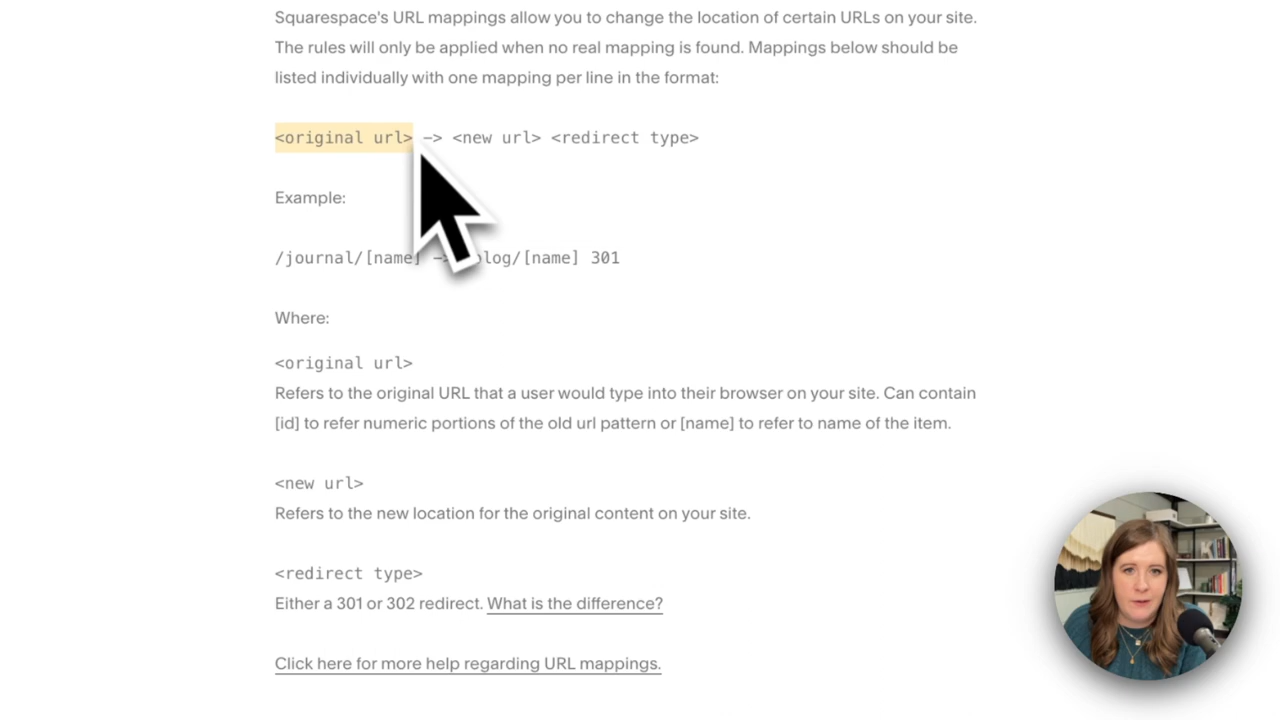 Squarespace's URL mappings allow you to change the location of certain URLs on your site.
The rules will only be applied when no real mapping is found. Mappings below should be
listed individually with one mapping per line in the format:
<original url> -> <new url> <redirect type>
Example:
/journal/[name] -> /blog/[name] 301
Where:
<original url>
Refers to the original URL that a user would type into their browser on your site. Can contain
[id] to refer numeric portions of the old url pattern or [name] to refer to name of the item.
<new url>
Refers to the new location for the original content on your site.
<redirect type>
Either a 301 or 302 redirect. What is the difference?
Click here for more help regarding URL mappings.